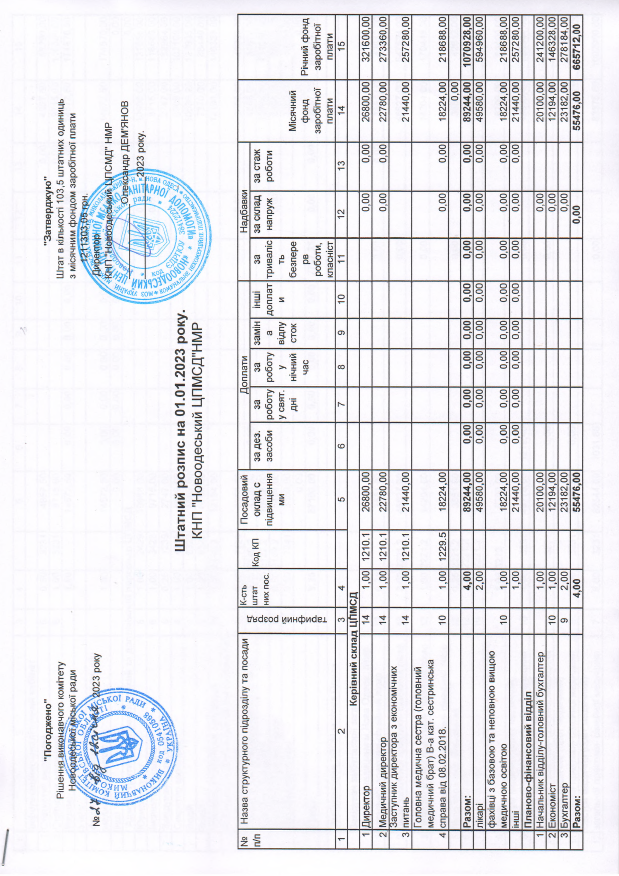 "Погоджено"
Рішення виконавчого комітету
Новоодеської міської ради
2023 року
"Затверджую"
Штат в кількості 103,5 штатних одиниць
з місячним фондом заробітної плати
Директор
КНП "Новоодеський ЦПСМД" НМР
Олександр ДЕМ'ЯНОВ
2023 року.
Штатний розпис на 01.01.2023 року.
КНП "Новоодеський ЦПМСД"НМР
№ п/п Назва структурного підрозділу та посади тарифний розряд К-сть штат них пос. Код КП Посадовий оклад с підвищення ми Доплати Надбавки Місячний фонд заробітної плати Річний фонд заробітної плати
за дез. засоби за роботу у свят. дні за роботу у нічний час замін а відпу сток інші доплат и за триваліс ть безпере рв роботи, класніст за склад напруж за стаж роботи
1 2 3 4 5 6 7 8 9 10 11 12 13 14 15
Керівний склад ЦПМСД
1 Директор 14 1,00 1210.1 26800,00 0,00 0,00 26800,00 321600,00
2 Медичний директор 14 1,00 1210.1 22780,00 0,00 0,00 22780,00 273360,00
Заступник директора з економічних
3 питань 14 1,00 1210.1 21440,00 21440,00 257280,00
Головна медична сестра (головний
медичний брат) В-а кат. сестринська
4 справа від 08.02.2018. 10 1,00 1229.5 18224,00 0,00 0,00 18224,00 218688,00
0,00
Разом: 4,00 89244,00 0,00 0,00 0,00 0,00 0,00 0,00 0,00 89244,00 1070928,00
лікарі 2,00 49580,00 0,00 0,00 0,00 0,00 0,00 0,00 0,00 49580,00 594960,00
фахівці з базовою та неповною вищою
медичною освітою 10 1,00 18224,00 0,00 0,00 0,00 0,00 0,00 0,00 0,00 18224,00 218688,00
інші 1,00 21440,00 0,00 0,00 0,00 0,00 0,00 0,00 0,00 21440,00 257280,00
Планово-фінансовий відділ
1 Начальник відділу-головний бухгалтер 1,00 20100,00 0,00 20100,00 241200,00
2 Економіст 10 1,00 12194,00 0,00 12194,00 146328,00
3 Бухгалтер 9 2,00 23182,00 0,00 23182,00 278184,00
Разом: 4,00 55476,00 0,00 55476,00 665712,00